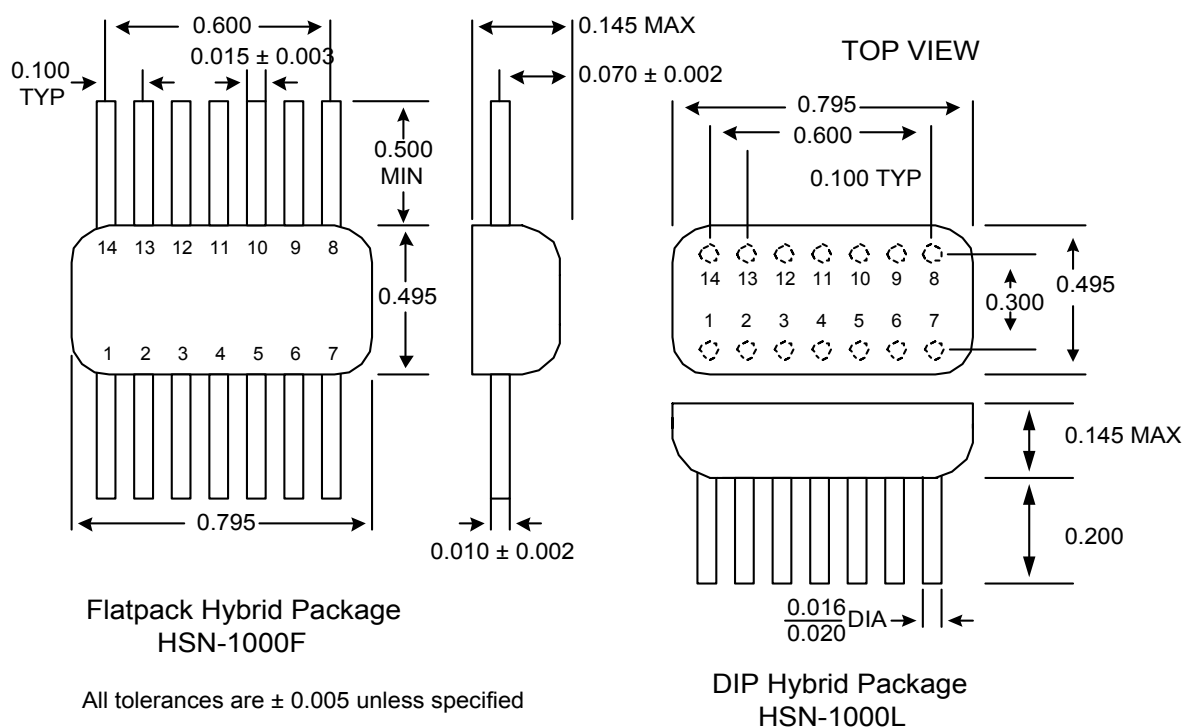 0.600
0.015 ± 0.003
0.100
TYP
0.500
MIN
14 13 12 11 10 9 8
0.495
1 2 3 4 5 6 7
0.795
0.145 MAX
0.070 ± 0.002
0.010 ± 0.002
Flatpack Hybrid Package
HSN-1000F
All tolerances are ± 0.005 unless specified
TOP VIEW
0.795
0.600
0.100 TYP
14 13 12 11 10 9 8
0.300
0.495
1 2 3 4 5 6 7
0.145 MAX
0.200
0.016
0.020 DIA
DIP Hybrid Package
HSN-1000L